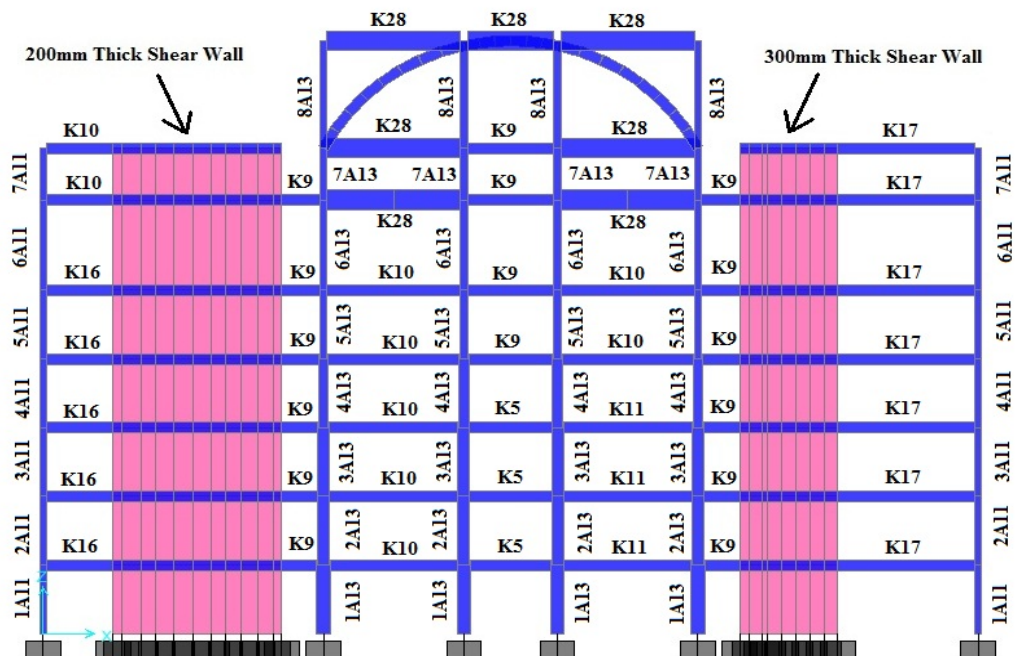 K28 K28 K28
200mm Thick Shear Wall 300mm Thick Shear Wall
8A13 8A13 8A13 8A13
K10 K28 K9 K28 K17
7A11 K10 K9 7A13 7A13 K9 7A13 7A13 K9 K17 7A11
K28 K28
6A11 K16 K9 6A13 K10 6A13 K9 6A13 K10 6A13 K9 K17 6A11
5A11 K16 K9 5A13 K10 5A13 K9 5A13 K10 5A13 K9 K17 5A11
4A11 K16 K9 4A13 K10 4A13 K5 4A13 K11 4A13 K9 K17 4A11
3A11 K16 K9 3A13 K10 3A13 K5 3A13 K11 3A13 K9 K17 3A11
2A11 K16 K9 2A13 K10 2A13 K5 2A13 K11 2A13 K9 K17 2A11
1A11 Z X 1A13 1A13 1A13 1A13 1A11